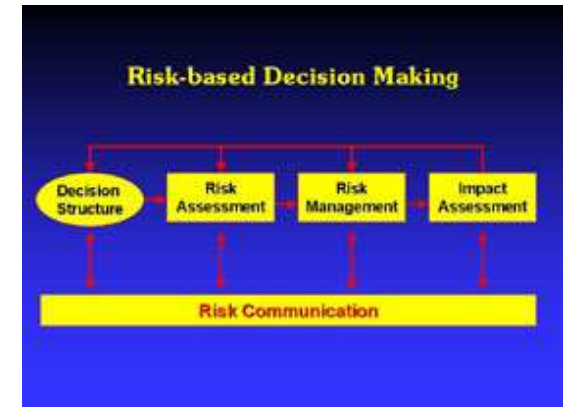 Risk-based Decision Making
Decision
Structure
Risk
Assessment
Risk
Management
Impact
Assessment
Risk Communication